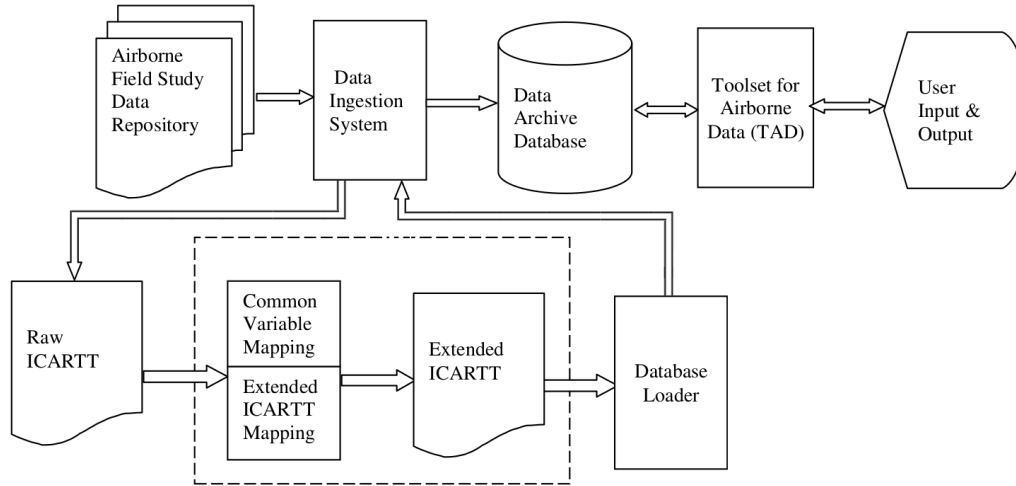 Airborne
Field Study
Data
Repository
Data
Ingestion
System
Data
Archive
Database
Toolset for
Airborne
Data (TAD)
User
Input &
Output
Raw
ICARTT
Common
Variable
Mapping
Extended
ICARTT
Mapping
Extended
ICARTT
Database
Loader